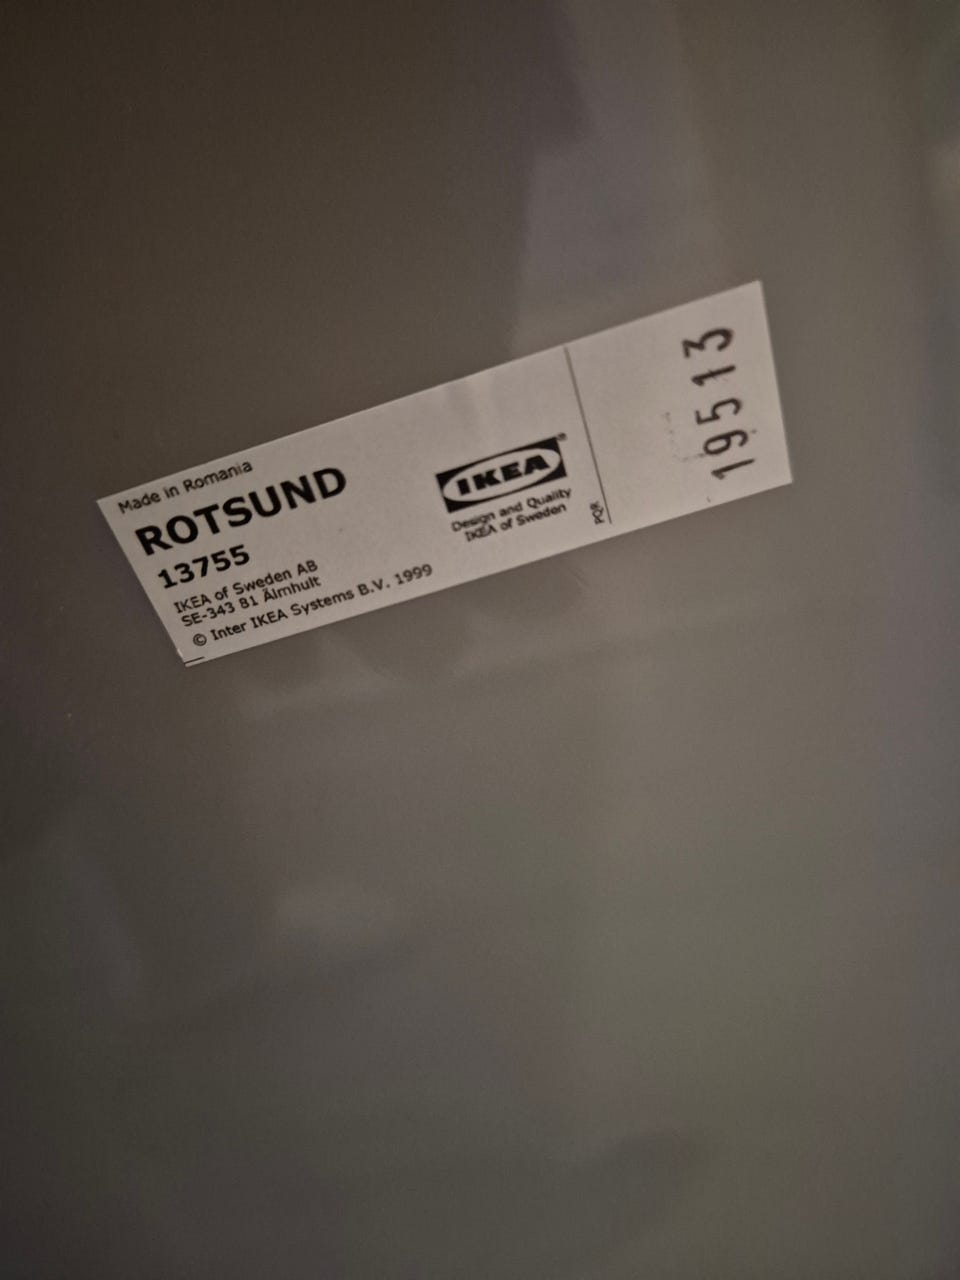 Made in Romania
ROTSUND
13755
IKEA of Sweden AB
SE-343 81 Älmhult
© Inter IKEA Systems B.V. 1999
IKEA®
Design and Quality
IKEA of Sweden
PQR
19513